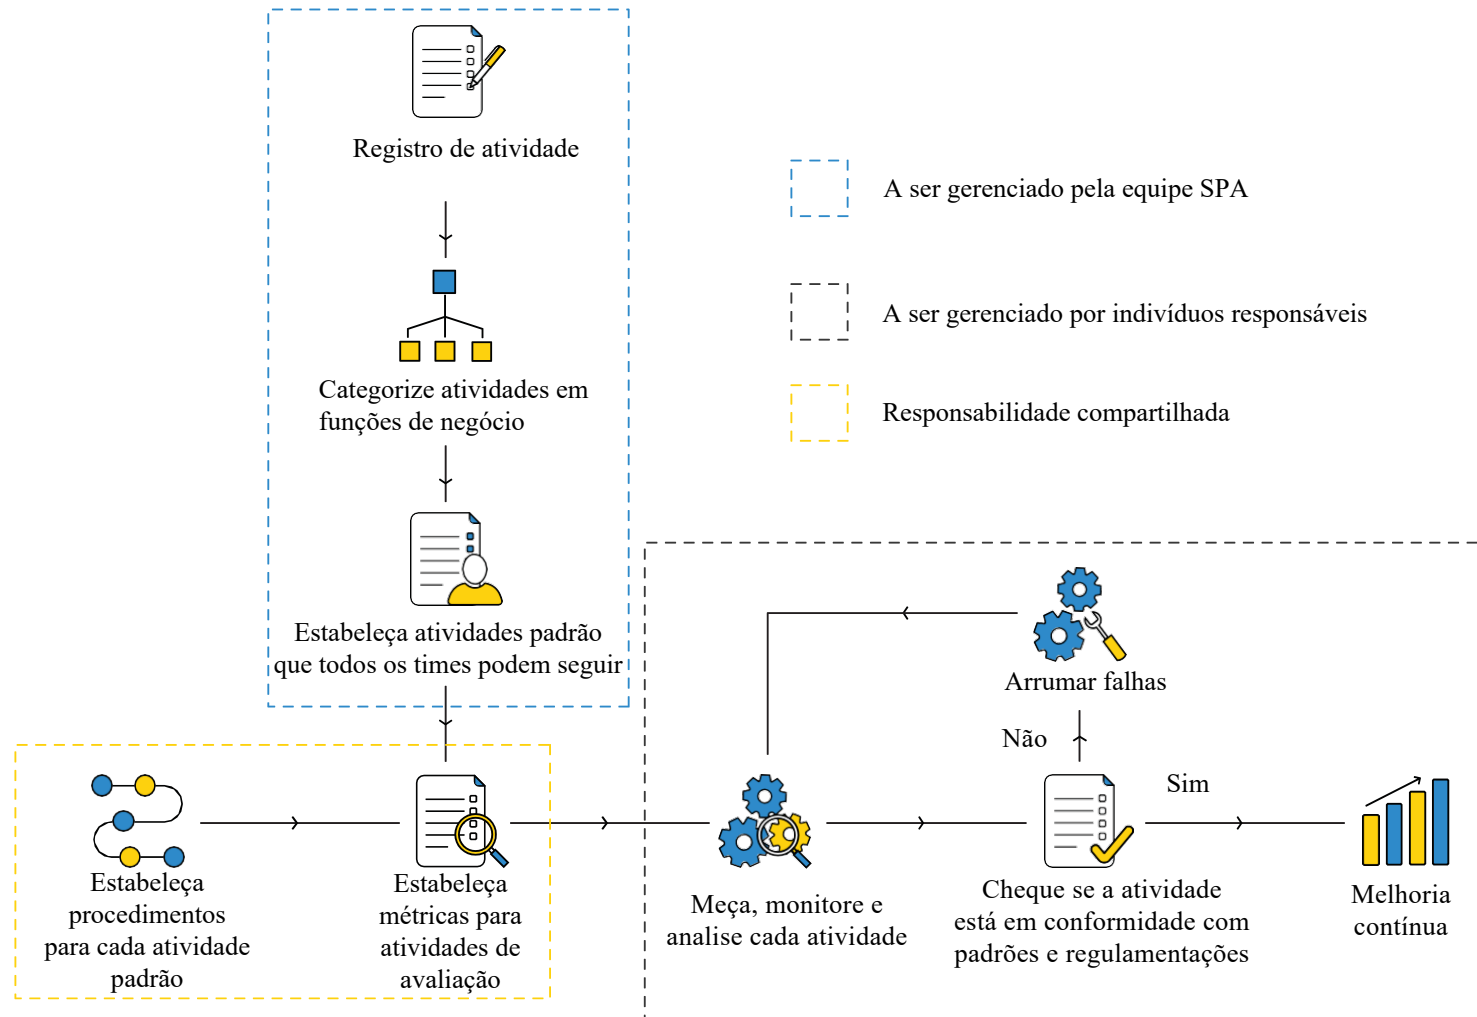 Registro de atividade
Categorize atividades em
funções de negócio
Estabeleça atividades padrão
que todos os times podem seguir
A ser gerenciado pela equipe SPA
A ser gerenciado por indivíduos responsáveis
Responsabilidade compartilhada
Estabeleça
procedimentos
para cada atividade
padrão
Estabeleça
métricas para
atividades de
avaliação
Meça, monitore e
analise cada atividade
Arrumar falhas
Não
Sim
Cheque se a atividade
está em conformidade com
padrões e regulamentações
Melhoria
contínua